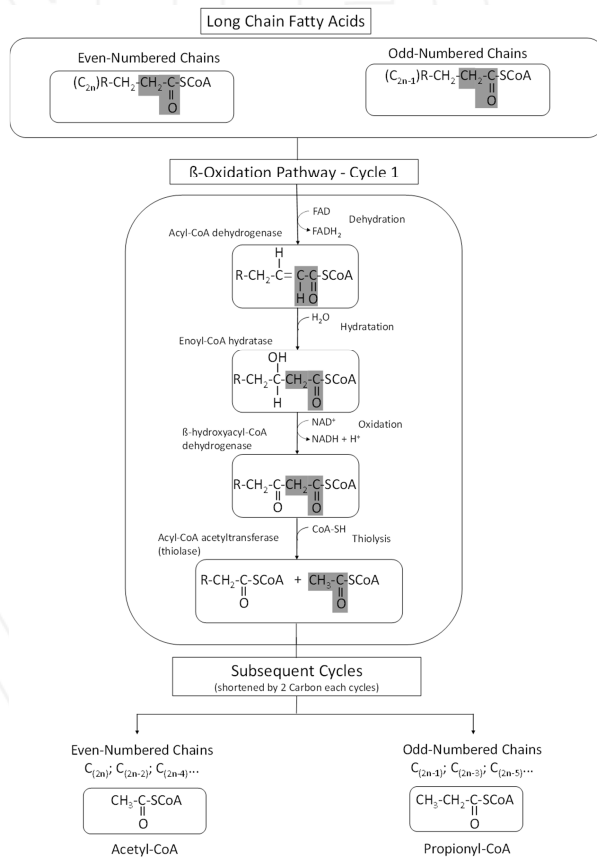 Long Chain Fatty Acids
Even-Numbered Chains
(C2n)R-CH2-CH2-C-SCoA
O
Odd-Numbered Chains
(C2n-1)R-CH2-CH2-C-SCoA
O
ß-Oxidation Pathway - Cycle 1
FAD
Dehydration
FADH2
Acyl-CoA dehydrogenase
H
R-CH2-C=C-C-SCoA
H O
H2O
Hydratation
Enoyl-CoA hydratase
OH
R-CH2-C-CH2-C-SCoA
H O
NAD+
Oxidation
NADH + H+
ß-hydroxyacyl-CoA
dehydrogenase
R-CH2-C-CH2-C-SCoA
O O
CoA-SH
Thiolysis
Acyl-CoA acetyltransferase
(thiolase)
R-CH2-C-SCoA + CH3-C-SCoA
O O
Subsequent Cycles
(shortened by 2 Carbon each cycles)
Even-Numbered Chains
C(2n); C(2n-2); C(2n-4)...
CH3-C-SCoA
O
Acetyl-CoA
Odd-Numbered Chains
C(2n-1); C(2n-3); C(2n-5)...
CH3-CH2-C-SCoA
O
Propionyl-CoA